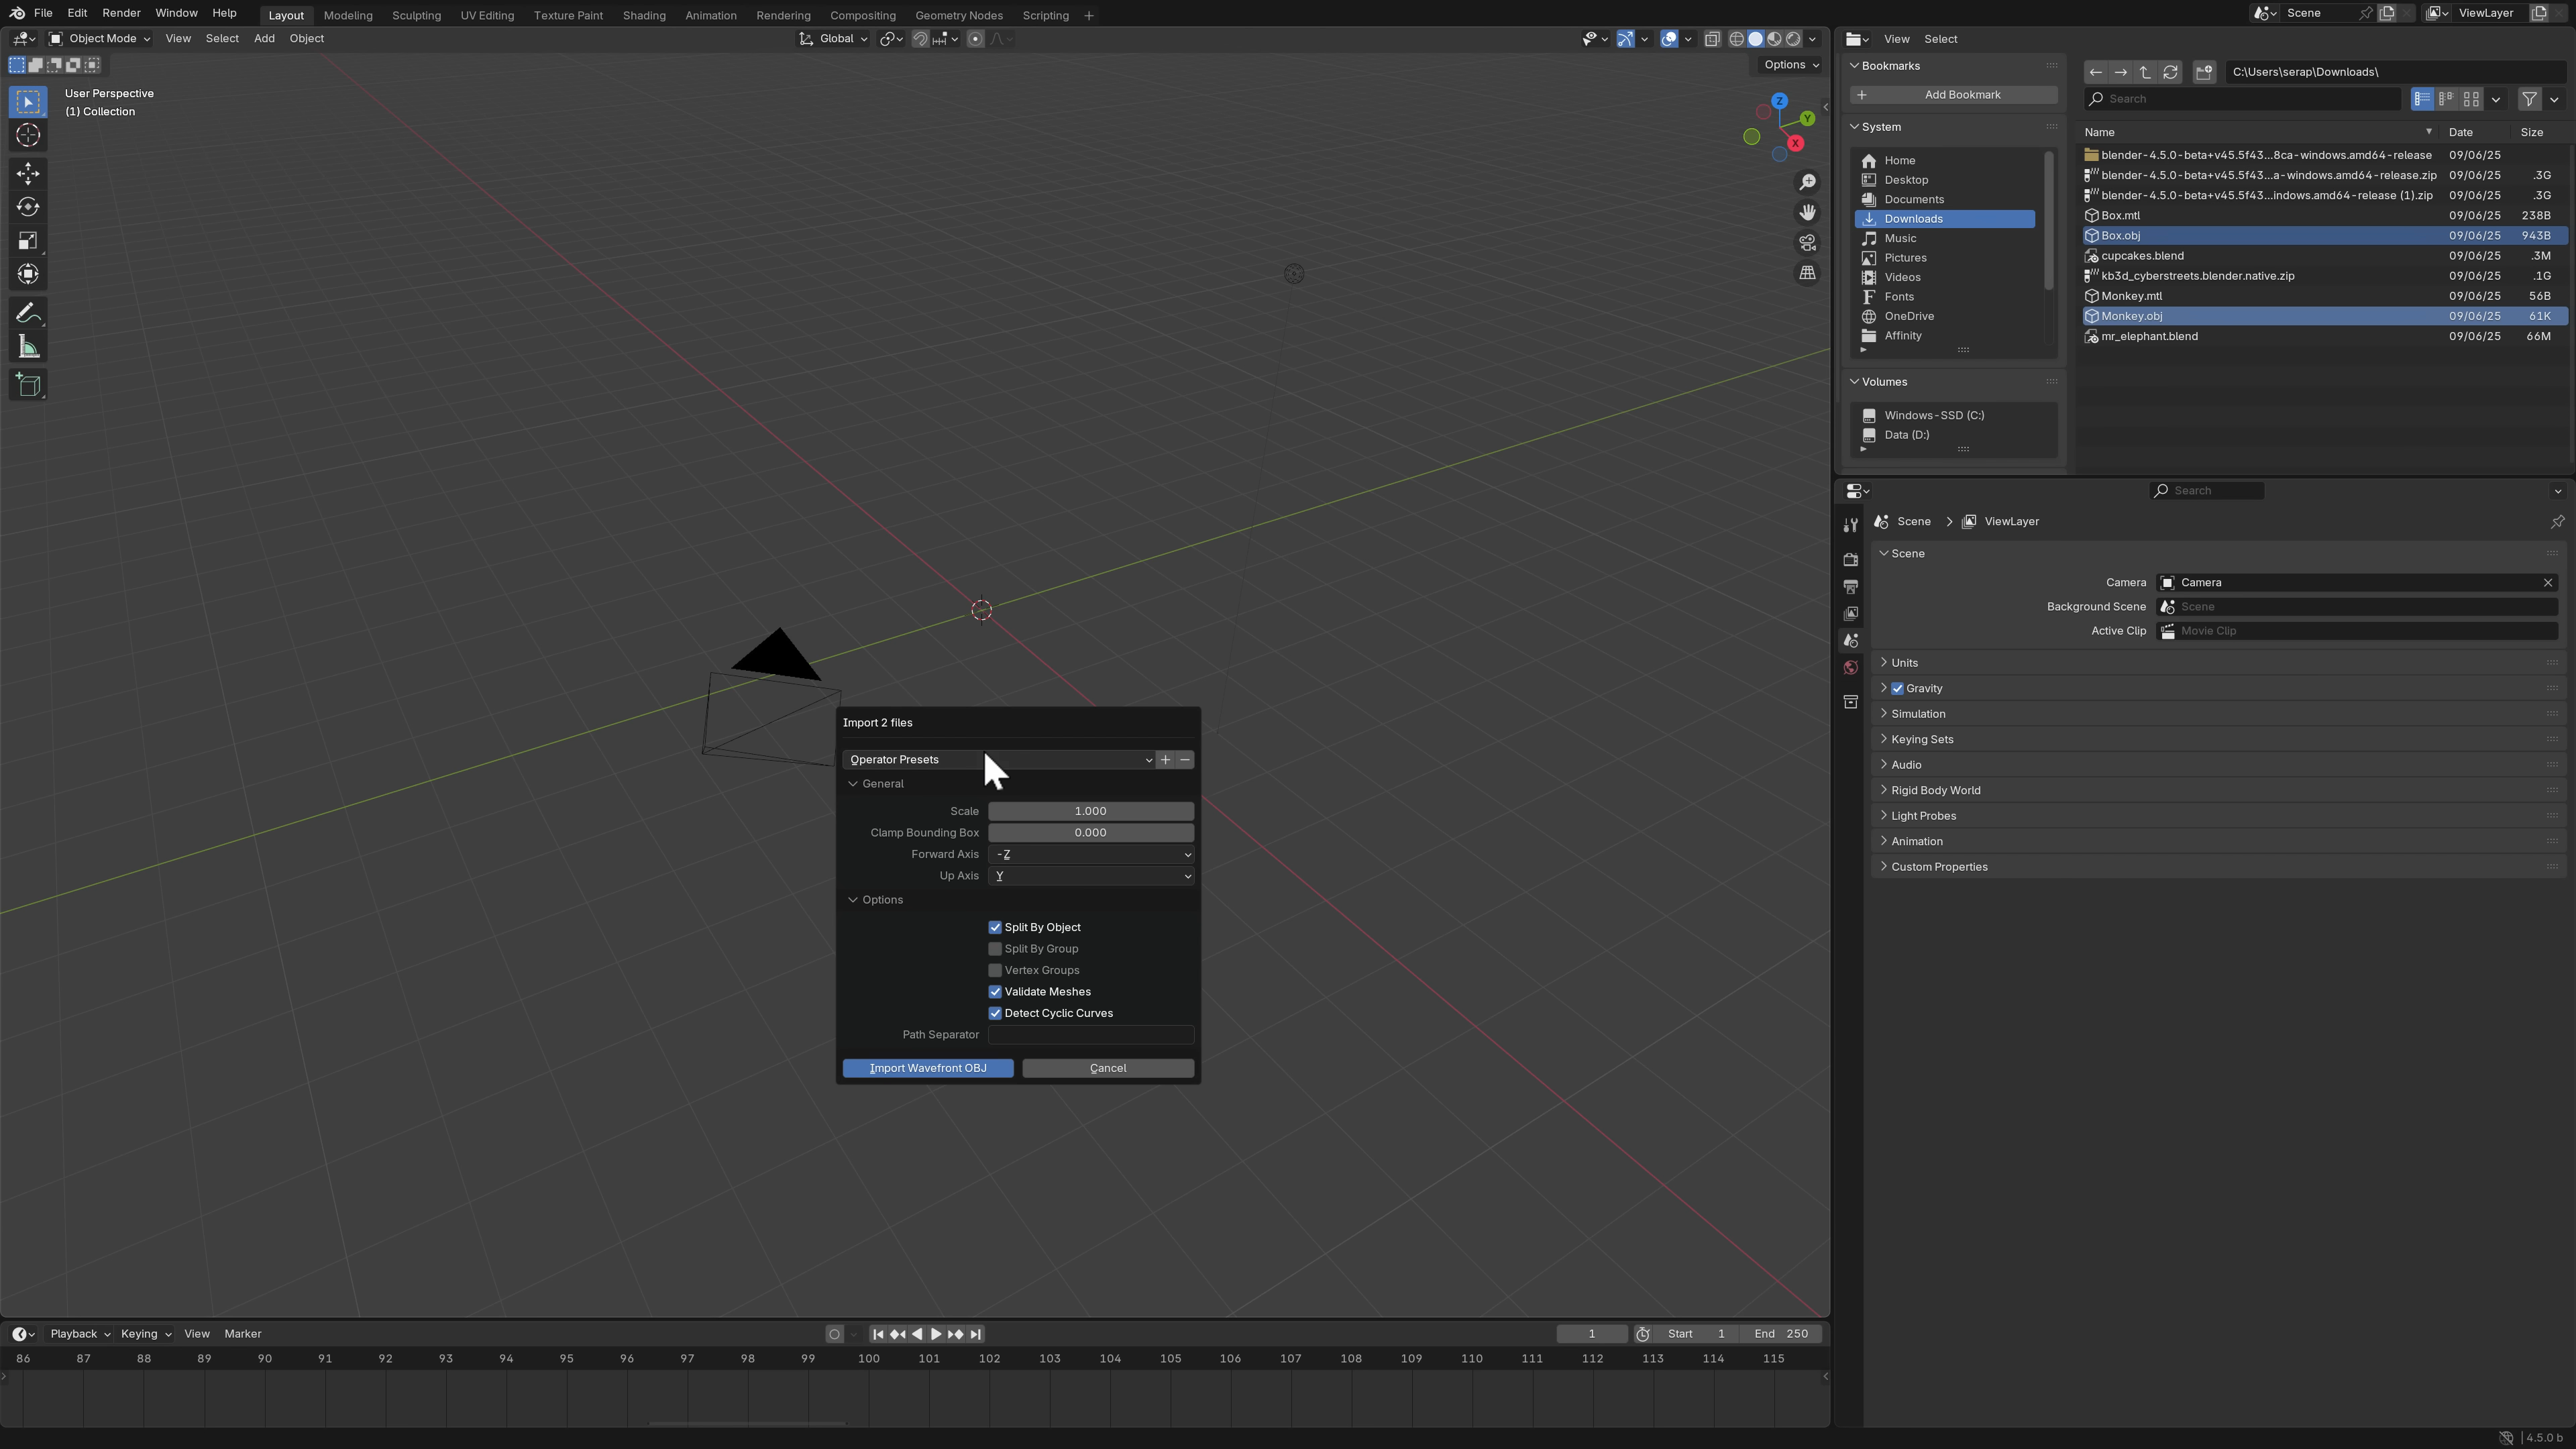 File Edit Render Window Help Layout Modeling Sculpting UV Editing Texture Paint Shading Animation Rendering Compositing Geometry Nodes Scripting + Scene ViewLayer
Object Mode View Select Add Object Global
Options
User Perspective
(1) Collection
Z
Y
X
Import 2 files
Operator Presets
General
Scale 1.000
Clamp Bounding Box 0.000
Forward Axis -Z
Up Axis Y
Options
Split By Object
Split By Group
Vertex Groups
Validate Meshes
Detect Cyclic Curves
Path Separator
Import Wavefront OBJ Cancel
View Select
Bookmarks
Add Bookmark
System
Home
Desktop
Documents
Downloads
Music
Pictures
Videos
Fonts
OneDrive
Affinity
Volumes
Windows-SSD (C:)
Data (D:)
C:\Users\serap\Downloads\
Search
Name Date Size
blender-4.5.0-beta+v45.5f43...8ca-windows.amd64-release 09/06/25
blender-4.5.0-beta+v45.5f43...a-windows.amd64-release.zip 09/06/25 .3G
blender-4.5.0-beta+v45.5f43...indows.amd64-release (1).zip 09/06/25 .3G
Box.mtl 09/06/25 238B
Box.obj 09/06/25 943B
cupcakes.blend 09/06/25 .3M
kb3d_cyberstreets.blender.native.zip 09/06/25 .1G
Monkey.mtl 09/06/25 56B
Monkey.obj 09/06/25 61K
mr_elephant.blend 09/06/25 66M
Search
Scene > ViewLayer
Scene
Camera Camera
Background Scene Scene
Active Clip Movie Clip
Units
Gravity
Simulation
Keying Sets
Audio
Rigid Body World
Light Probes
Animation
Custom Properties
Playback Keying View Marker 1 Start 1 End 250
86 87 88 89 90 91 92 93 94 95 96 97 98 99 100 101 102 103 104 105 106 107 108 109 110 111 112 113 114 115
4.5.0 b